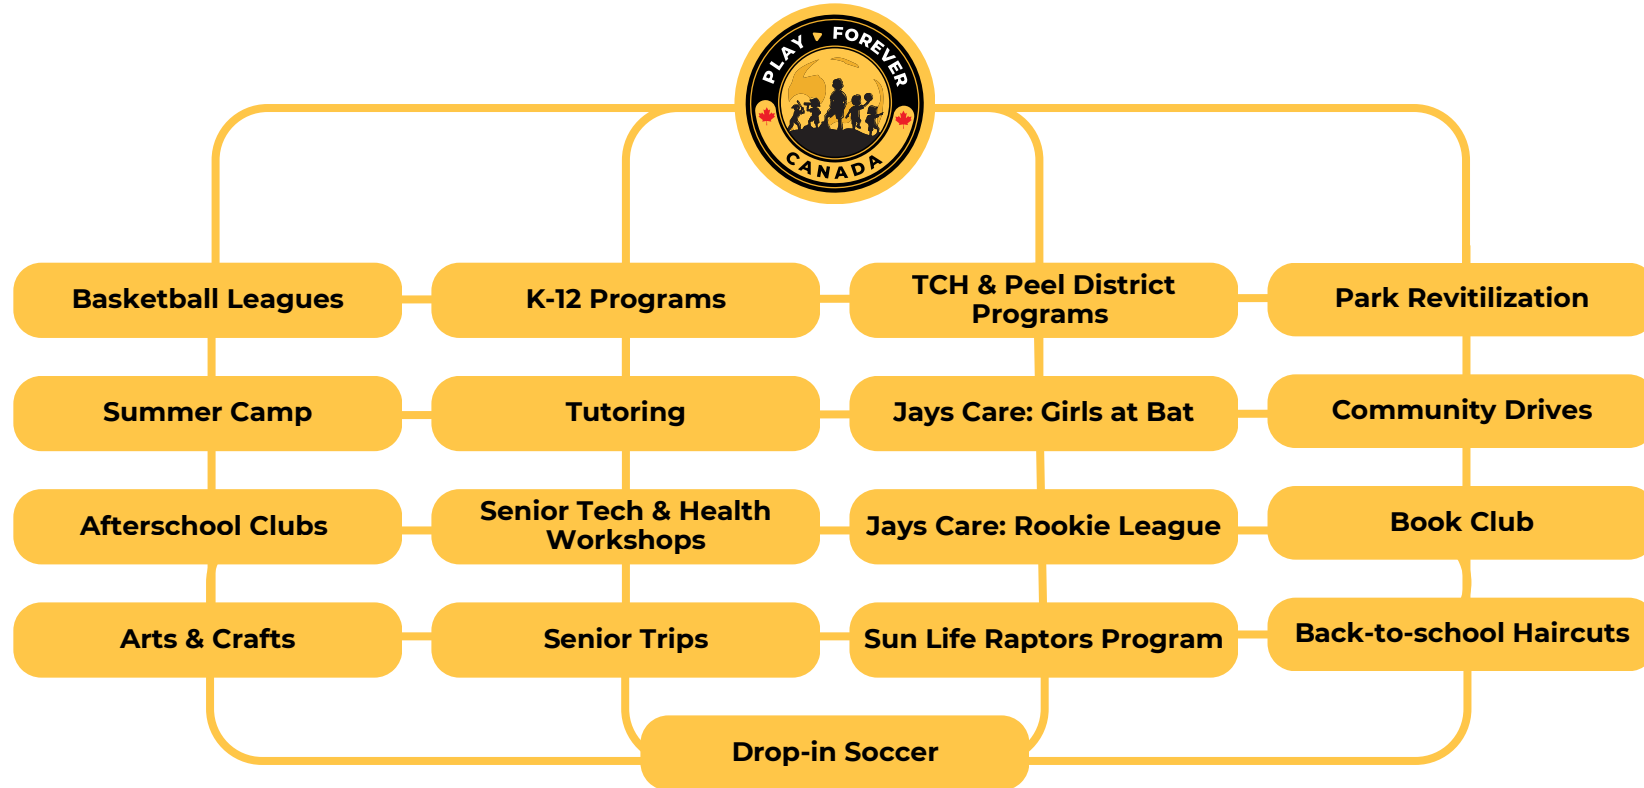 PLAY FOREVER
CANADA
Basketball Leagues
K-12 Programs
TCH & Peel District
Programs
Park Revitilization
Summer Camp
Tutoring
Jays Care: Girls at Bat
Community Drives
Afterschool Clubs
Senior Tech & Health
Workshops
Jays Care: Rookie League
Book Club
Arts & Crafts
Senior Trips
Sun Life Raptors Program
Back-to-school Haircuts
Drop-in Soccer